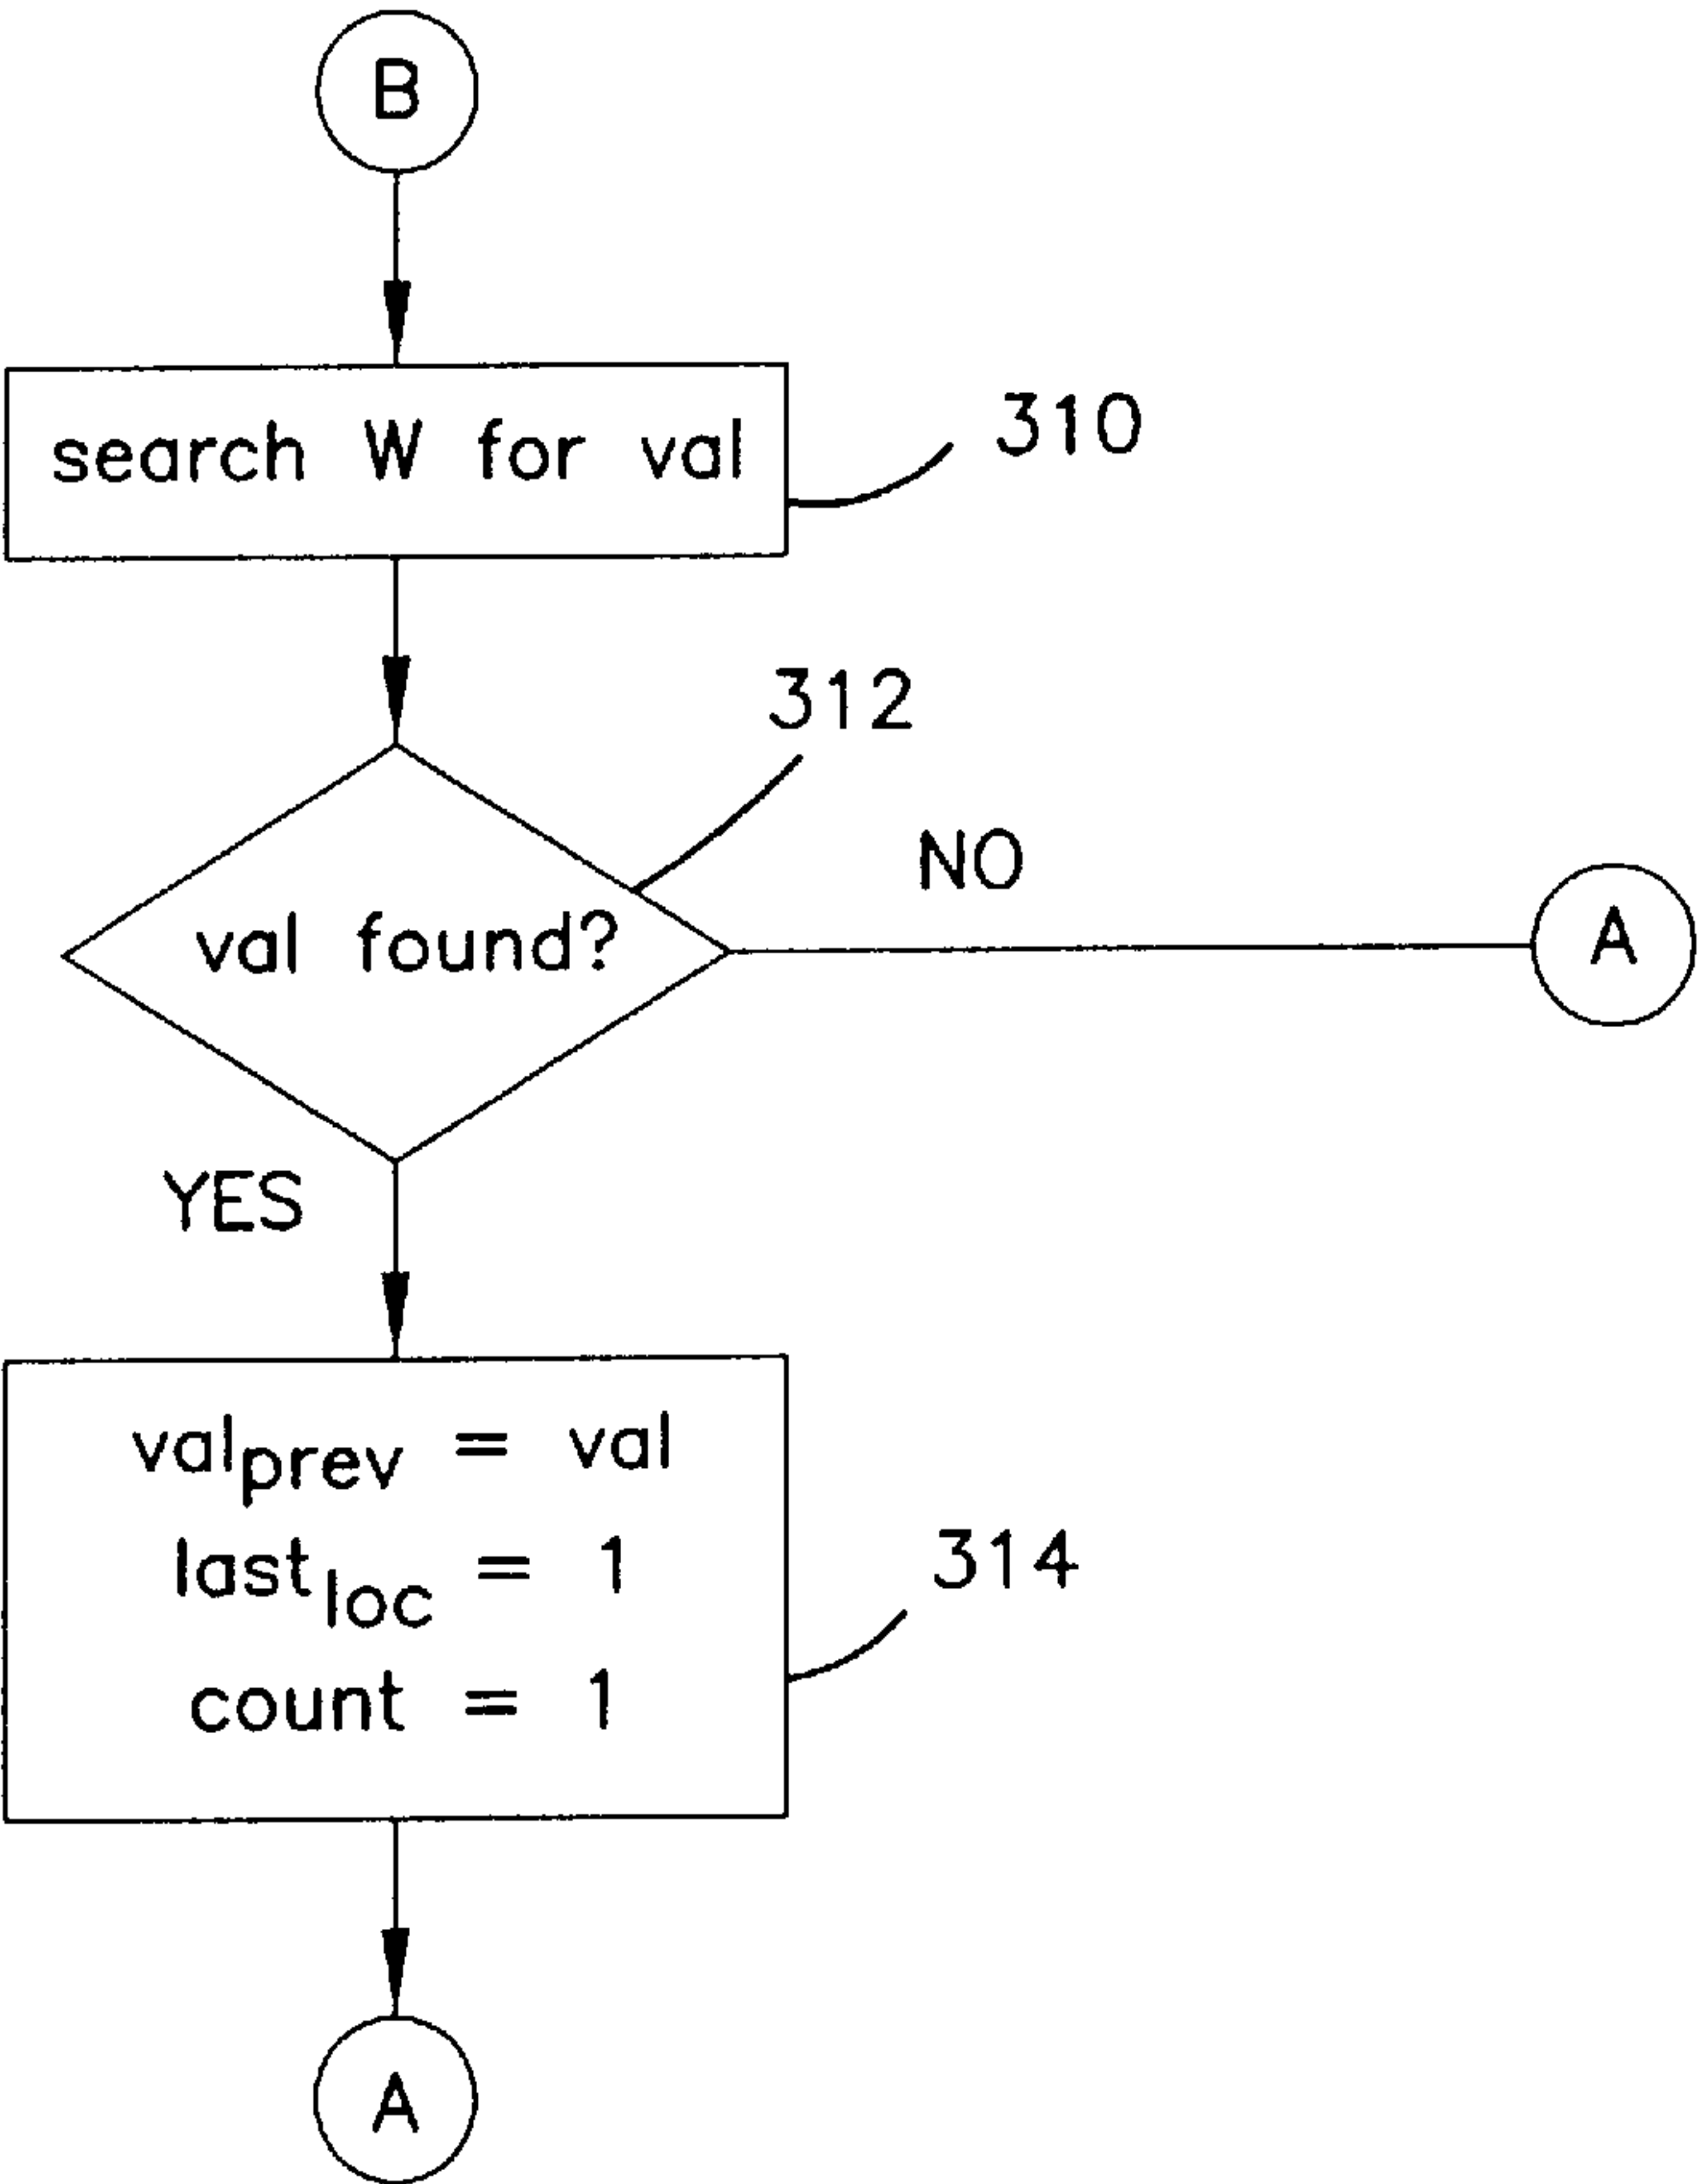 B
search W for val
310
312
NO
val found?
A
YES
valprev = val
lastloc = 1
314
count = 1
A